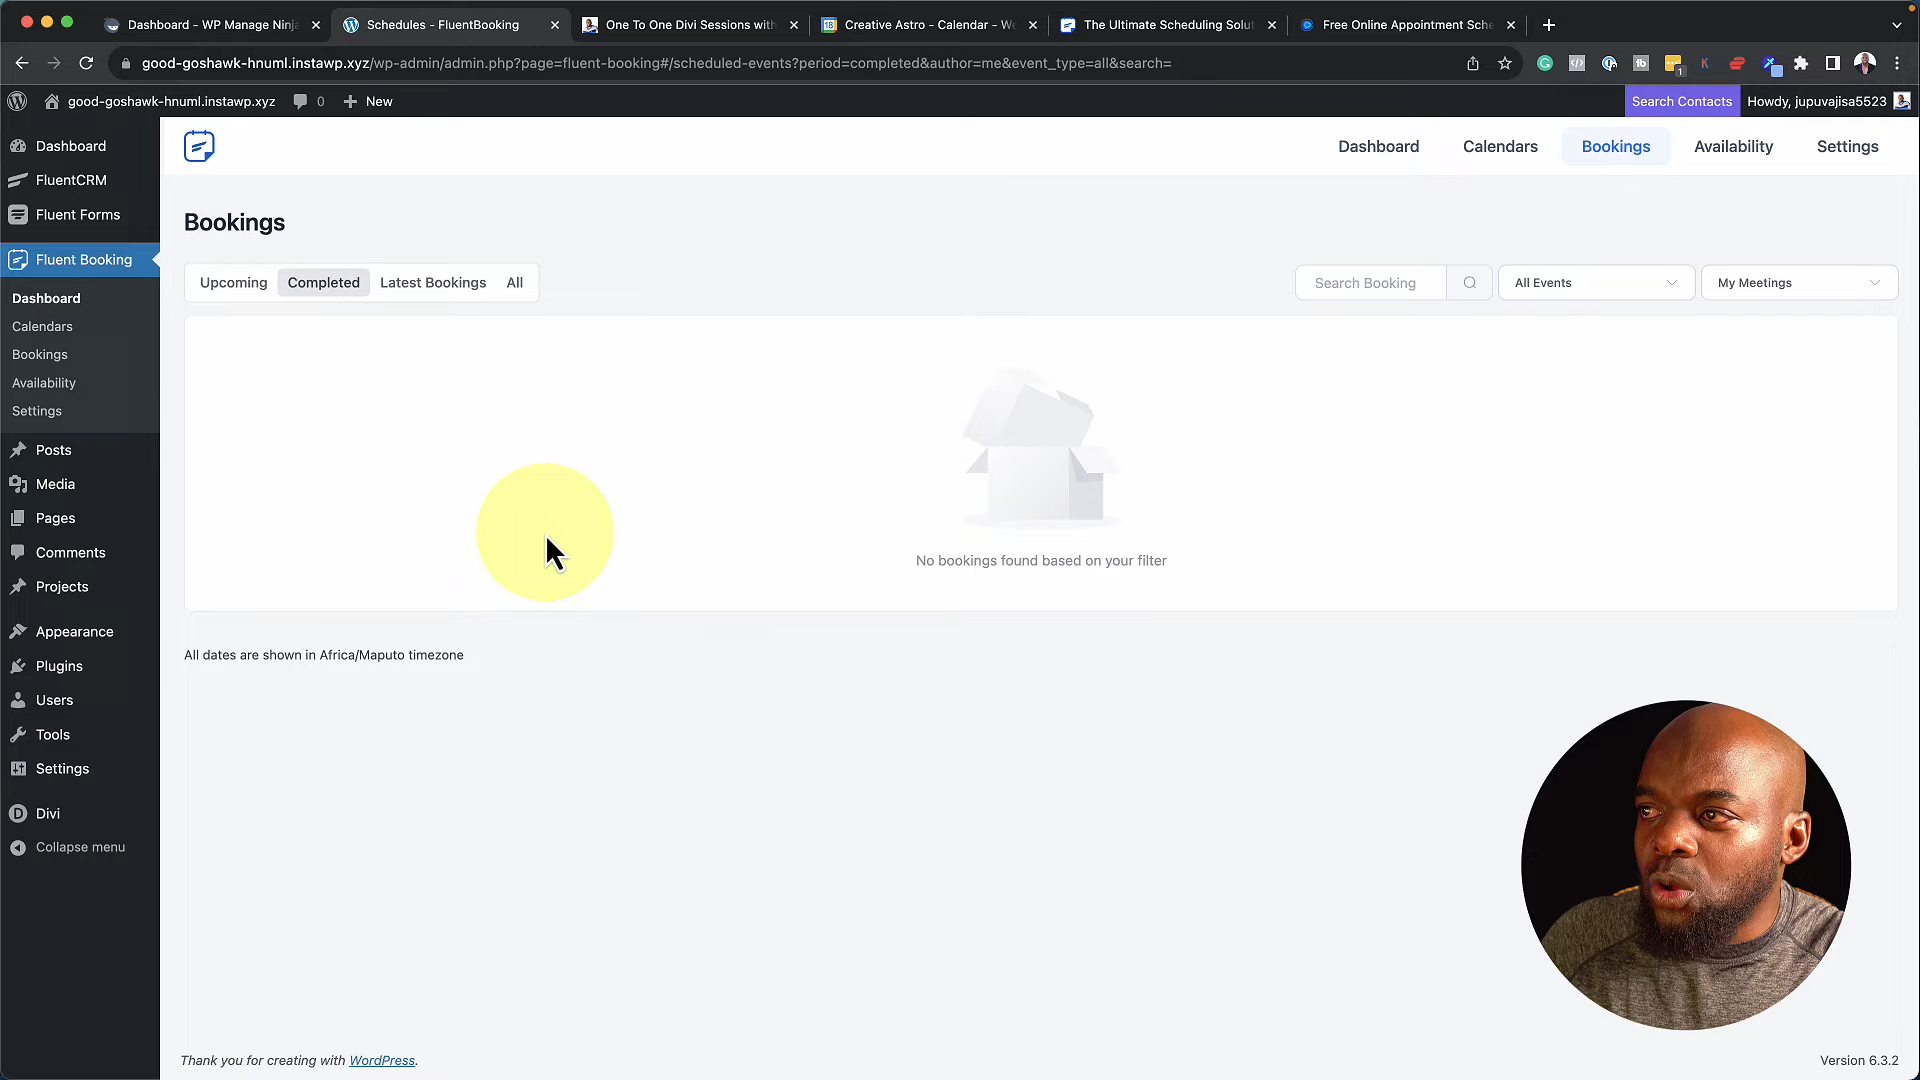 Dashboard - WP Manage Ninja
Schedules - FluentBooking
One To One Divi Sessions with
Creative Astro - Calendar - We
The Ultimate Scheduling Solut
Free Online Appointment Sche
good-goshawk-hnuml.instawp.xyz/wp-admin/admin.php?page=fluent-booking#/scheduled-events?period=completed&author=me&event_type=all&search=
good-goshawk-hnuml.instawp.xyz
0
New
Search Contacts
Howdy, jupuvajisa5523
Dashboard
FluentCRM
Fluent Forms
Fluent Booking
Dashboard
Calendars
Bookings
Availability
Settings
Posts
Media
Pages
Comments
Projects
Appearance
Plugins
Users
Tools
Settings
Divi
Collapse menu
Dashboard
Calendars
Bookings
Availability
Settings
Bookings
Upcoming
Completed
Latest Bookings
All
Search Booking
All Events
My Meetings
No bookings found based on your filter
All dates are shown in Africa/Maputo timezone
Thank you for creating with WordPress.
Version 6.3.2